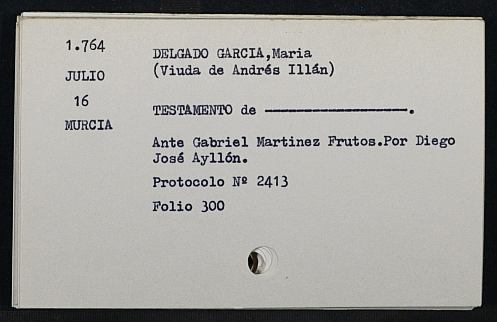 1.764
JULIO
16
MURCIA
DELGADO GARCIA,Maria
(Viuda de Andrés Illán)
TESTAMENTO de ——————————.
Ante Gabriel Martinez Frutos.Por Diego
José Ayllón.
Protocolo Nº 2413
Folio 300